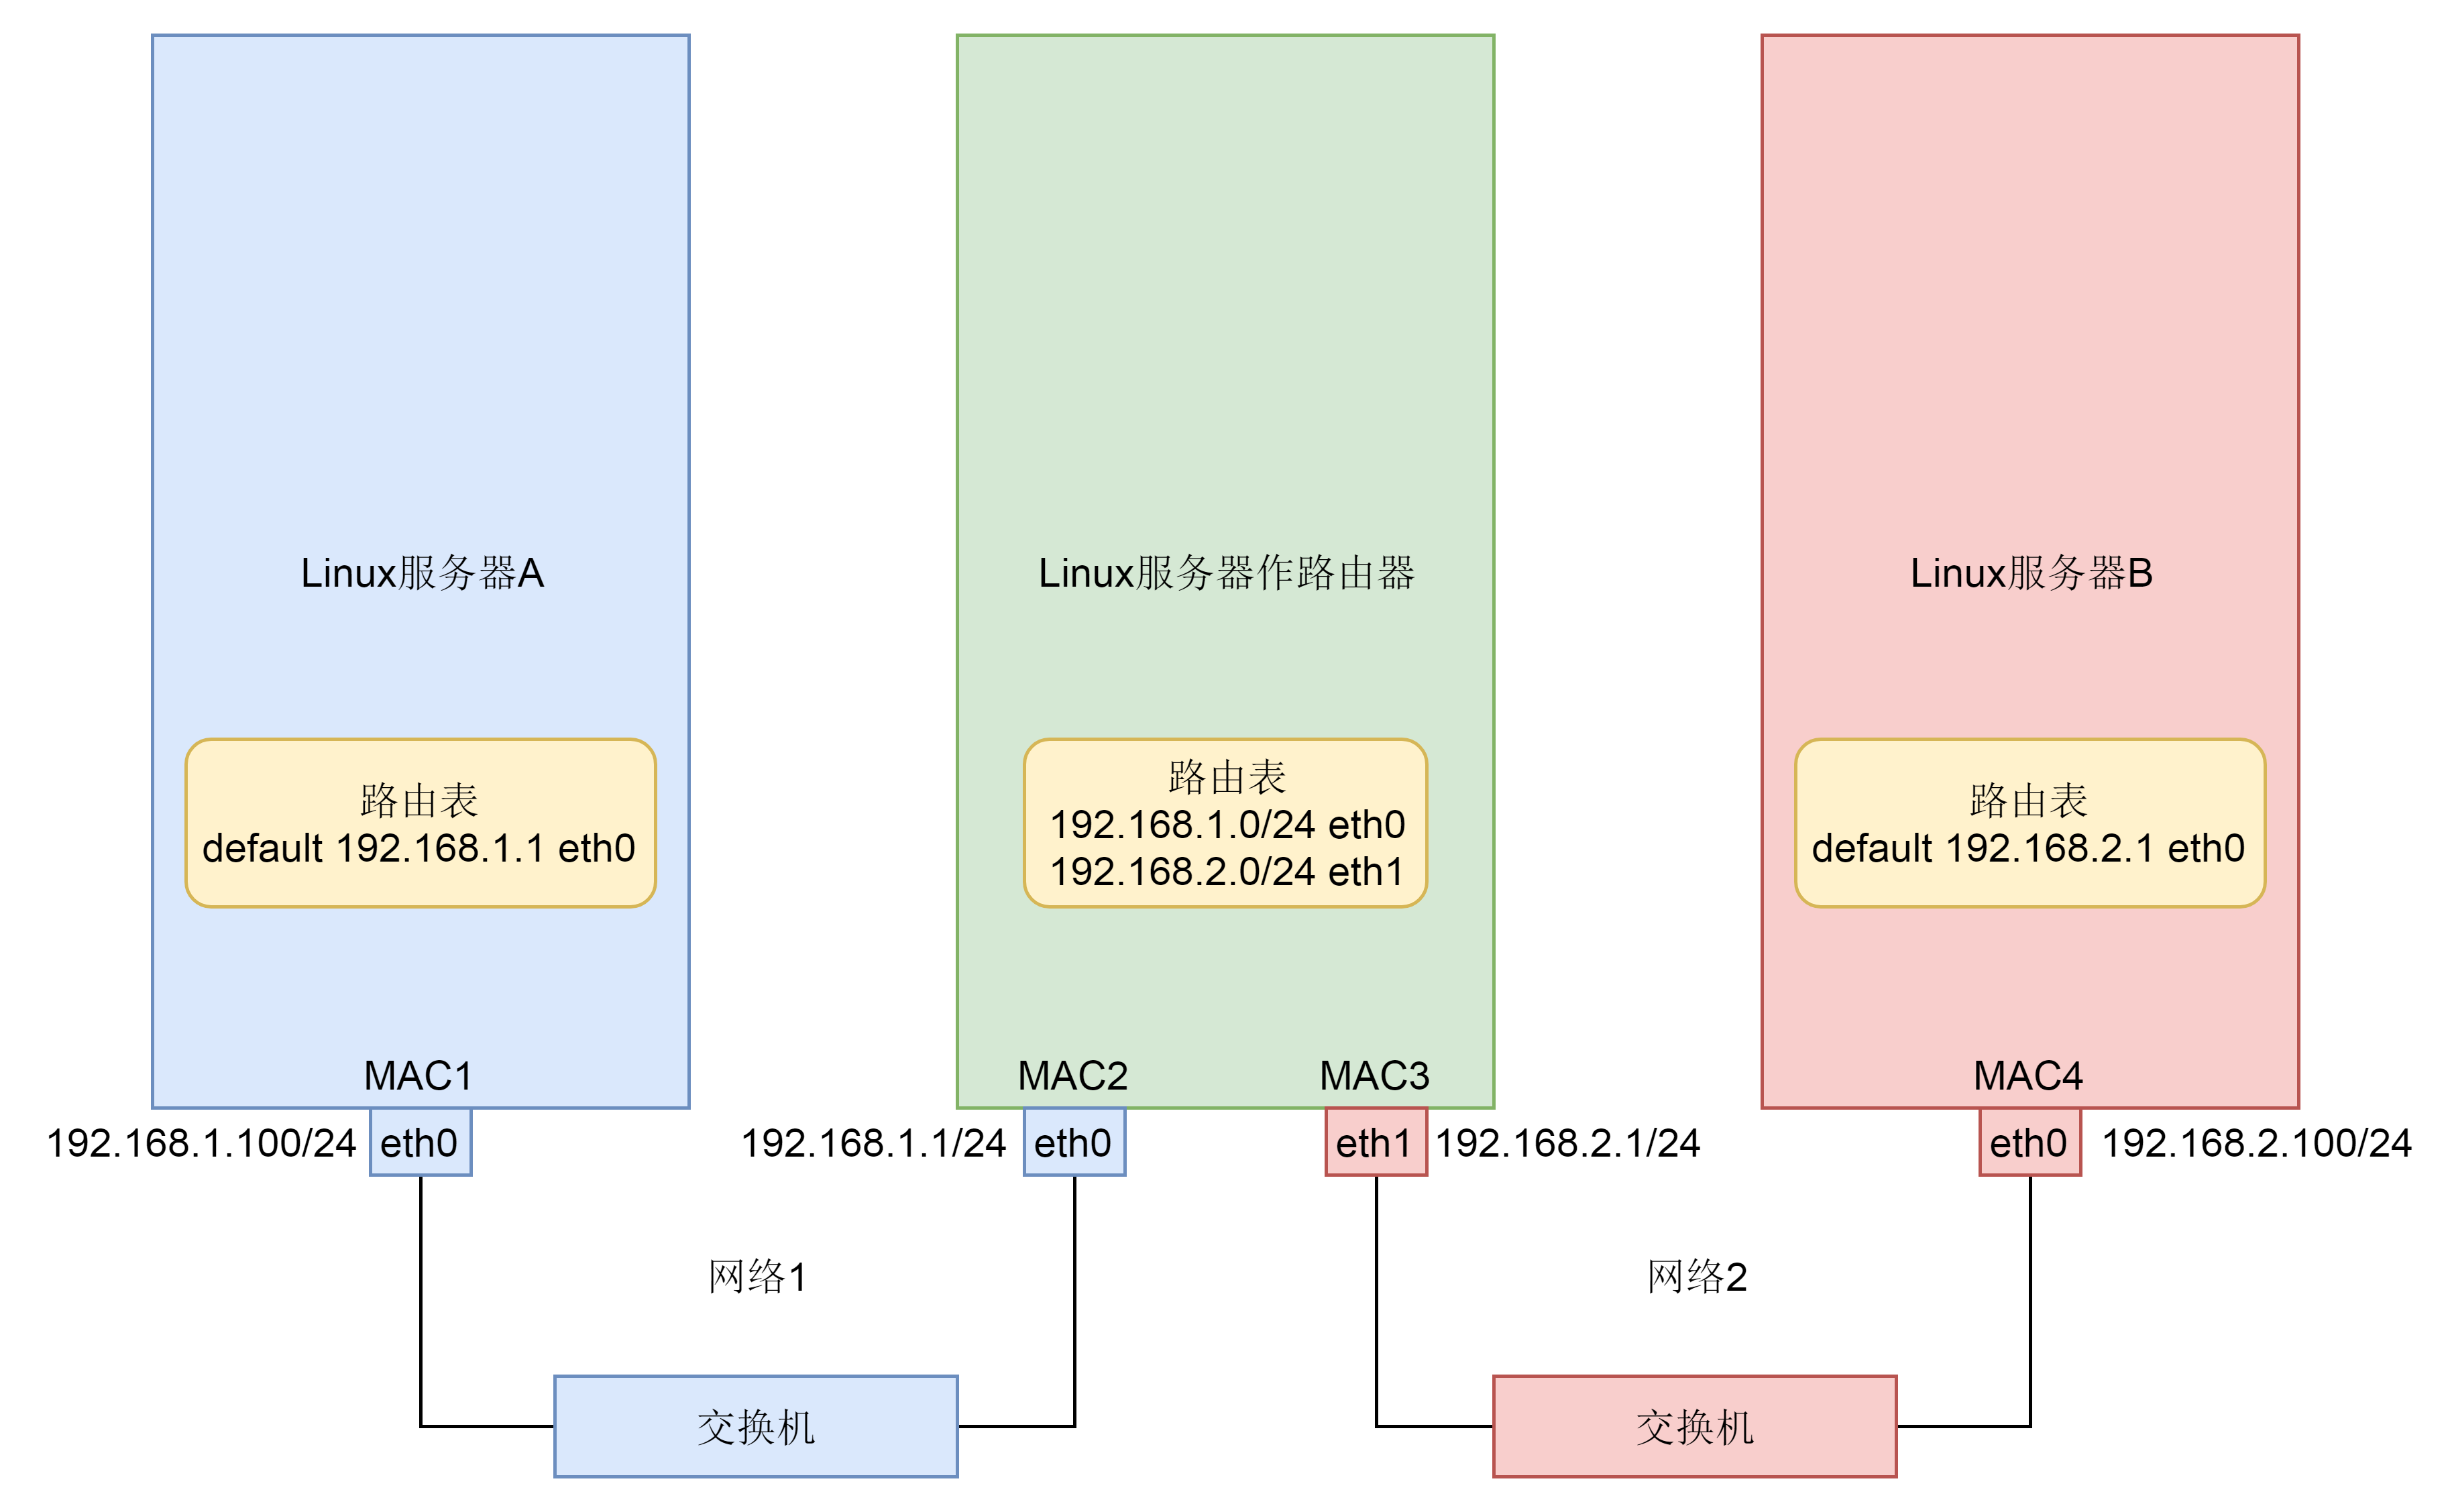 Linux服务器A
Linux服务器作路由器
Linux服务器B
路由表
default 192.168.1.1 eth0
路由表
192.168.1.0/24 eth0
192.168.2.0/24 eth1
路由表
default 192.168.2.1 eth0
MAC1
MAC2
MAC3
MAC4
192.168.1.100/24
eth0
192.168.1.1/24
eth0
eth1
192.168.2.1/24
eth0
192.168.2.100/24
网络1
网络2
交换机
交换机